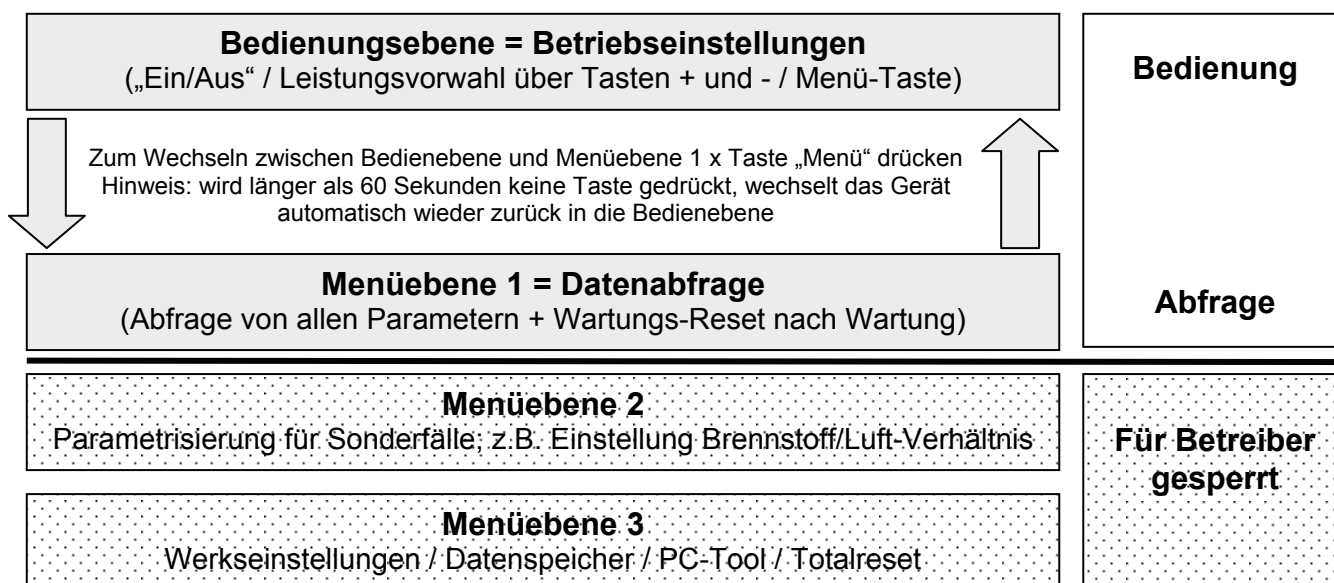 Bedienungsebene = Betriebseinstellungen
(„Ein/Aus“ / Leistungsvorwahl über Tasten + und - / Menü-Taste)
Bedienung
Zum Wechseln zwischen Bedienebene und Menüebene 1 x Taste „Menü“ drücken
Hinweis: wird länger als 60 Sekunden keine Taste gedrückt, wechselt das Gerät
automatisch wieder zurück in die Bedienebene
Menüebene 1 = Datenabfrage
(Abfrage von allen Parametern + Wartungs-Reset nach Wartung)
Abfrage
Menüebene 2
Parametrisierung für Sonderfälle; z.B. Einstellung Brennstoff/Luft-Verhältnis
Für Betreiber
gesperrt
Menüebene 3
Werkseinstellungen / Datenspeicher / PC-Tool / Totalreset